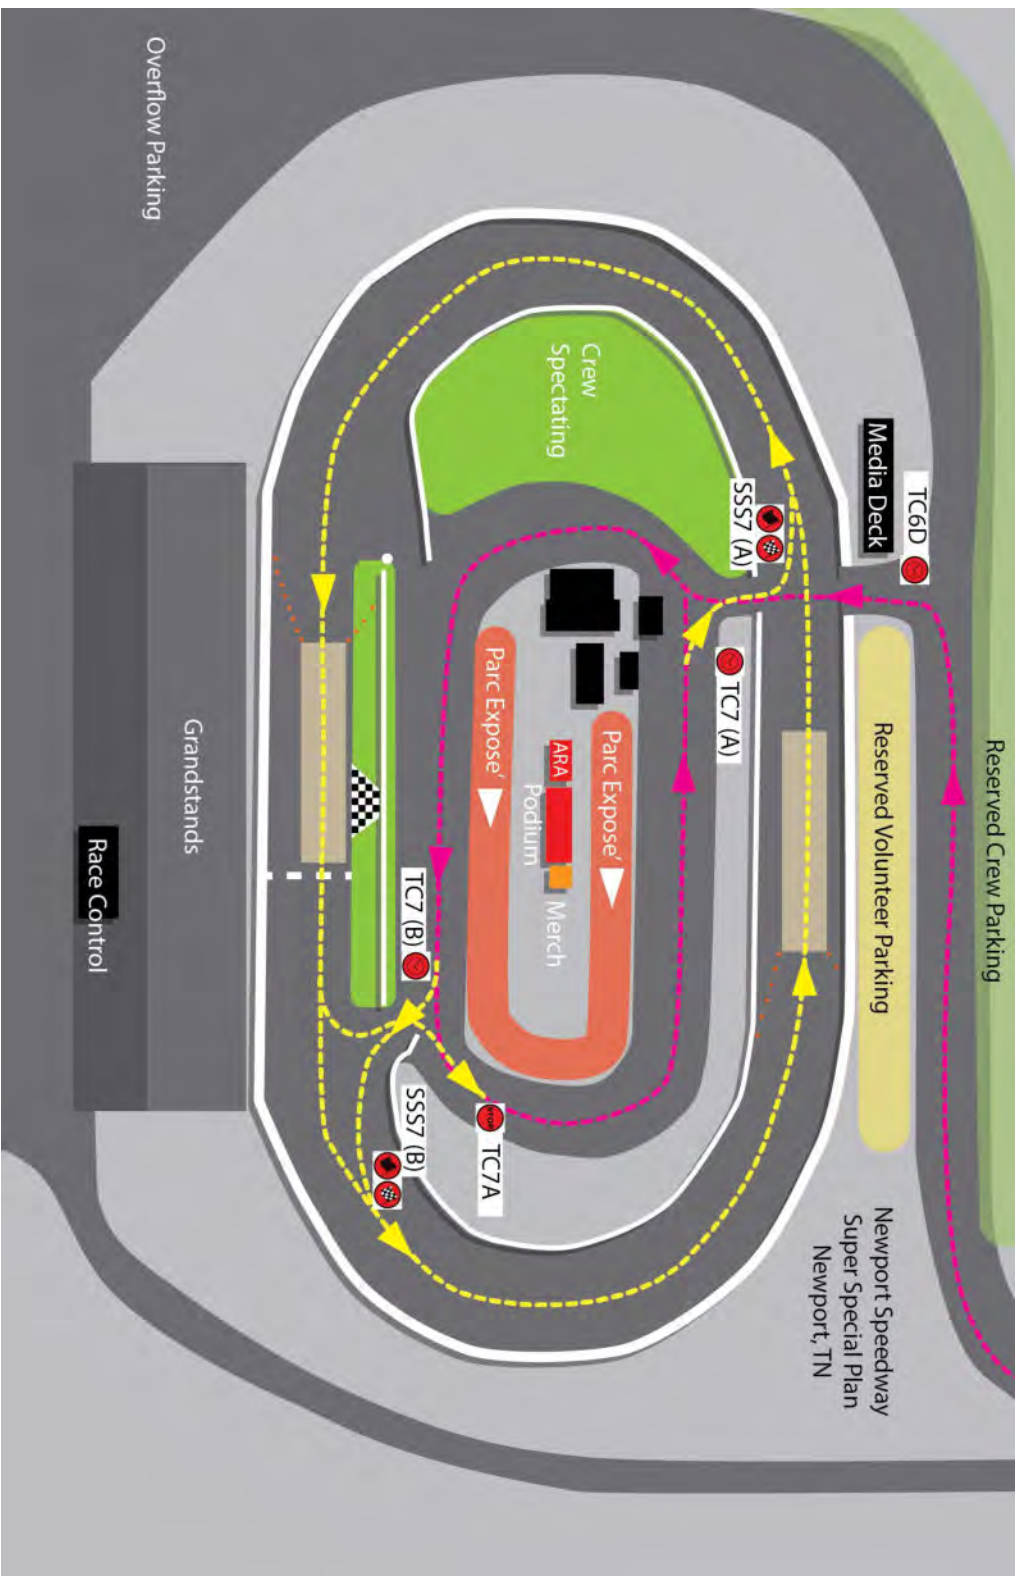 Newport Speedway
Super Special Plan
Newport, TN
Reserved Crew Parking
TC6D
Media Deck
Reserved Volunteer Parking
SSS7 (A)
TC7 (A)
Crew
Spectating
Parc Expose'
ARA
Podium
Merch
Parc Expose'
TC7A
STOP
TC7 (B)
SSS7 (B)
Grandstands
Overflow Parking
Race Control